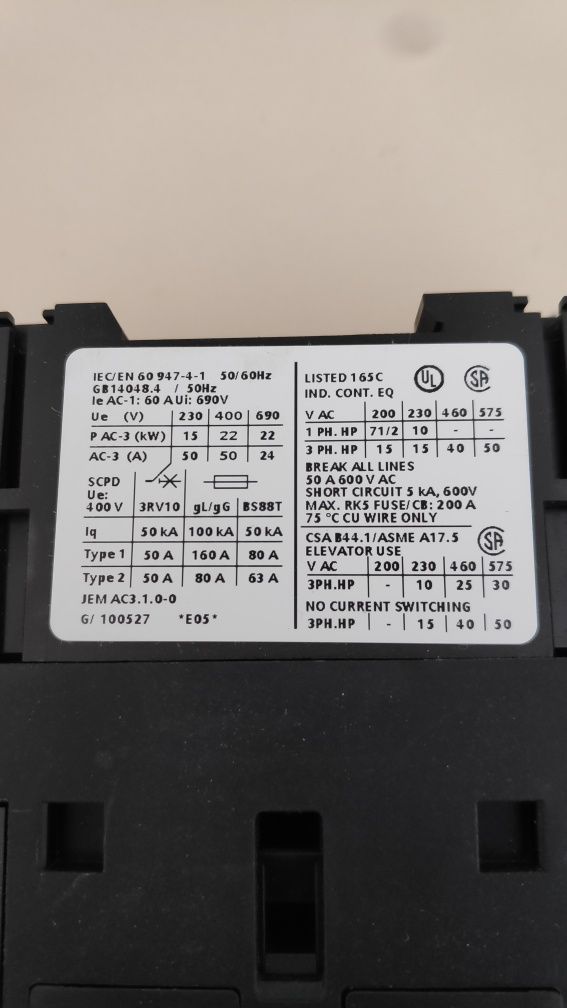 IEC/EN 60 947-4-1 50/60Hz
GB14048.4 / 50Hz
Ie AC-1: 60 A Ui: 690V
Ue (V) 230 400 690
P AC-3 (kW) 15 22 22
AC-3 (A) 50 50 24
SCPD
Ue:
400 V 3RV10 gL/gG BS88T
Iq 50 kA 100 kA 50 kA
Type 1 50 A 160 A 80 A
Type 2 50 A 80 A 63 A
JEM AC3.1.0-0
G/ 100527 *E05*
LISTED 165C UL SA
IND. CONT. EQ
V AC 200 230 460 575
1 PH. HP 71/2 10 - -
3 PH. HP 15 15 40 50
BREAK ALL LINES
50 A 600 V AC
SHORT CIRCUIT 5 kA, 600V
MAX. RK5 FUSE/CB: 200 A
75 °C CU WIRE ONLY
CSA B44.1/ASME A17.5 SA
ELEVATOR USE
V AC 200 230 460 575
3PH.HP - 10 25 30
NO CURRENT SWITCHING
3PH.HP - 15 40 50